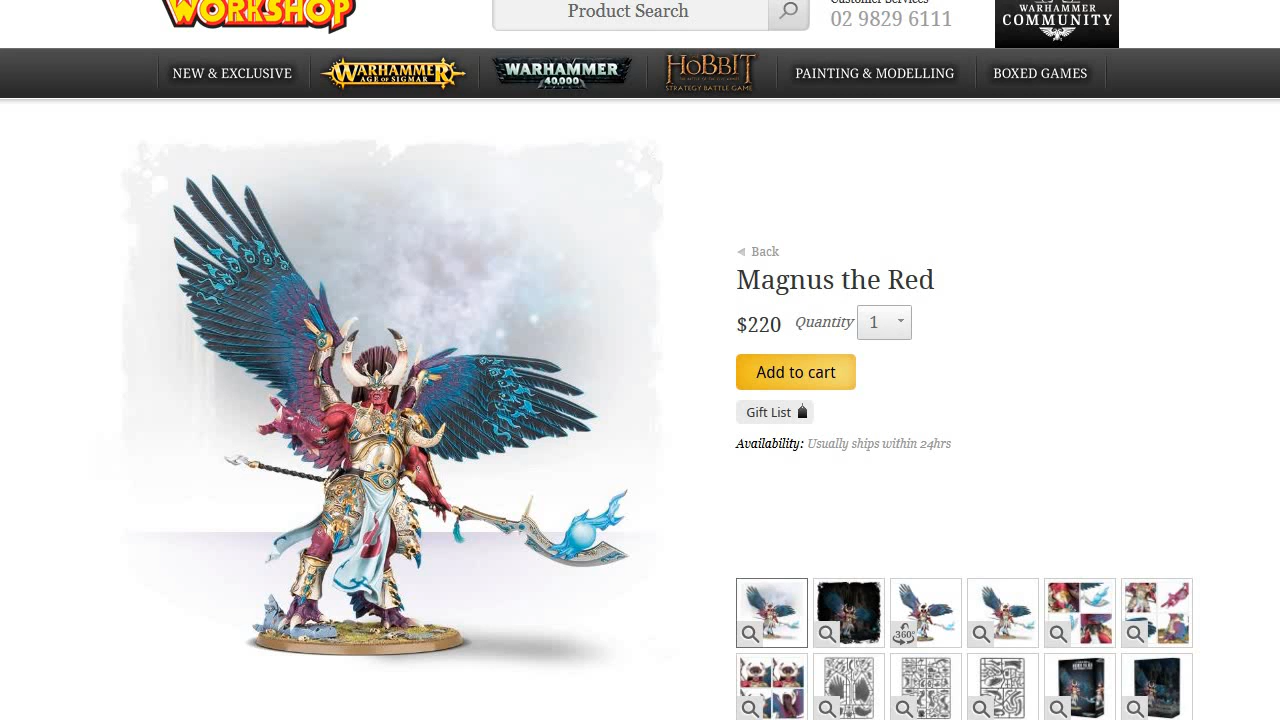 WORKSHOP
Product Search
Customer Services
02 9829 6111
WARHAMMER
COMMUNITY
NEW & EXCLUSIVE
WARHAMMER
AGE OF SIGMAR
WARHAMMER
40,000
HOBBIT
STRATEGY BATTLE GAME
PAINTING & MODELLING
BOXED GAMES
Back
Magnus the Red
$220 Quantity 1
Add to cart
Gift List
Availability: Usually ships within 24hrs
360°